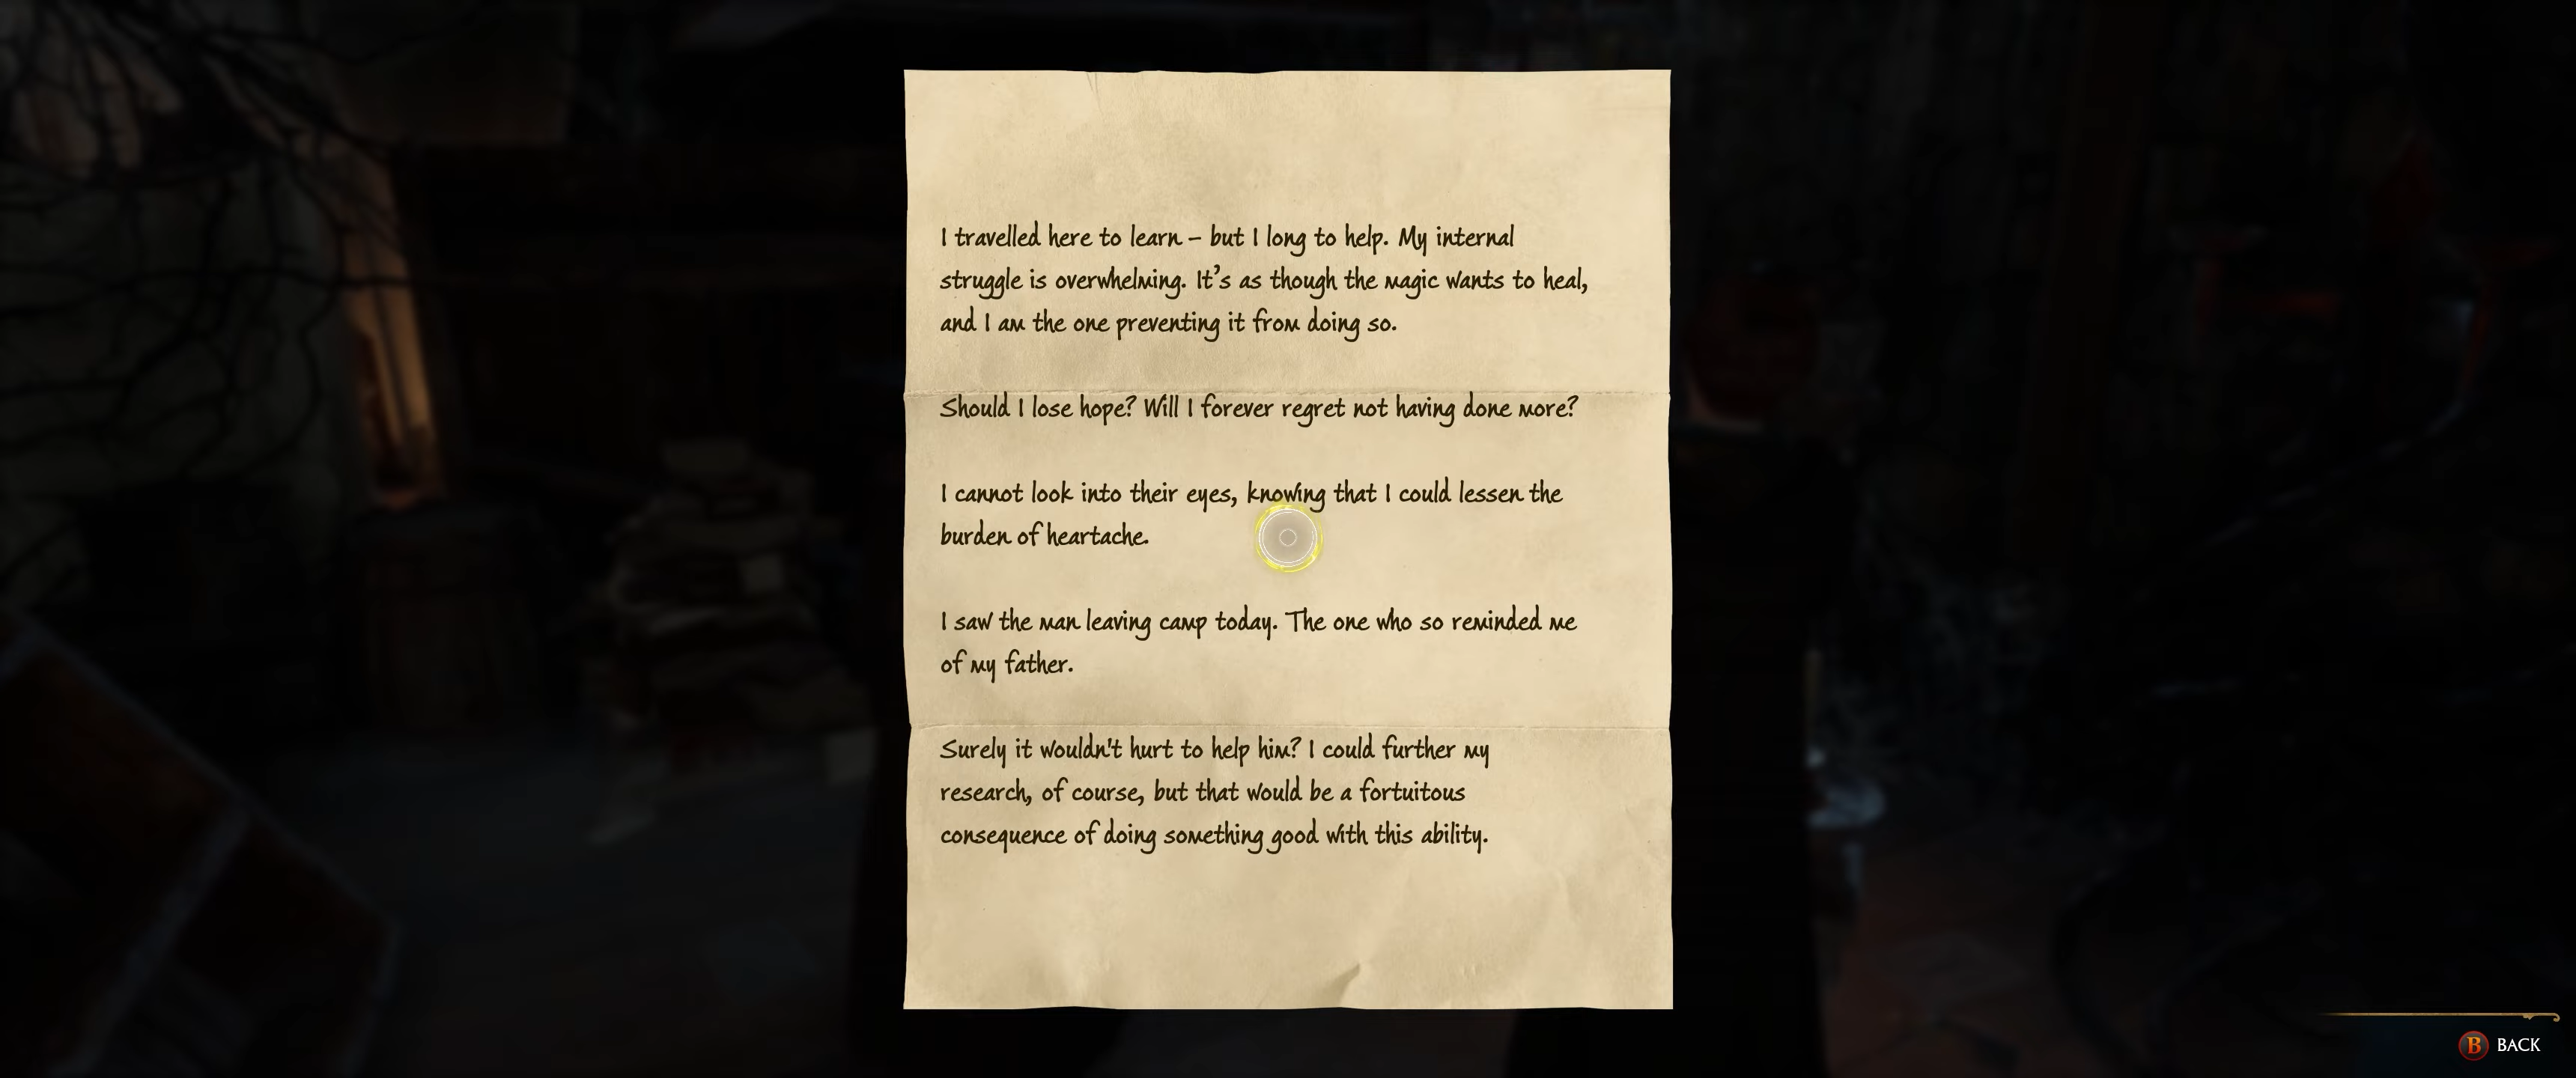 I travelled here to learn – but I long to help. My internal
struggle is overwhelming. It's as though the magic wants to heal,
and I am the one preventing it from doing so.
Should I lose hope? Will I forever regret not having done more?
I cannot look into their eyes, knowing that I could lessen the
burden of heartache.
I saw the man leaving camp today. The one who so reminded me
of my father.
Surely it wouldn't hurt to help him? I could further my
research, of course, but that would be a fortuitous
consequence of doing something good with this ability.
B BACK